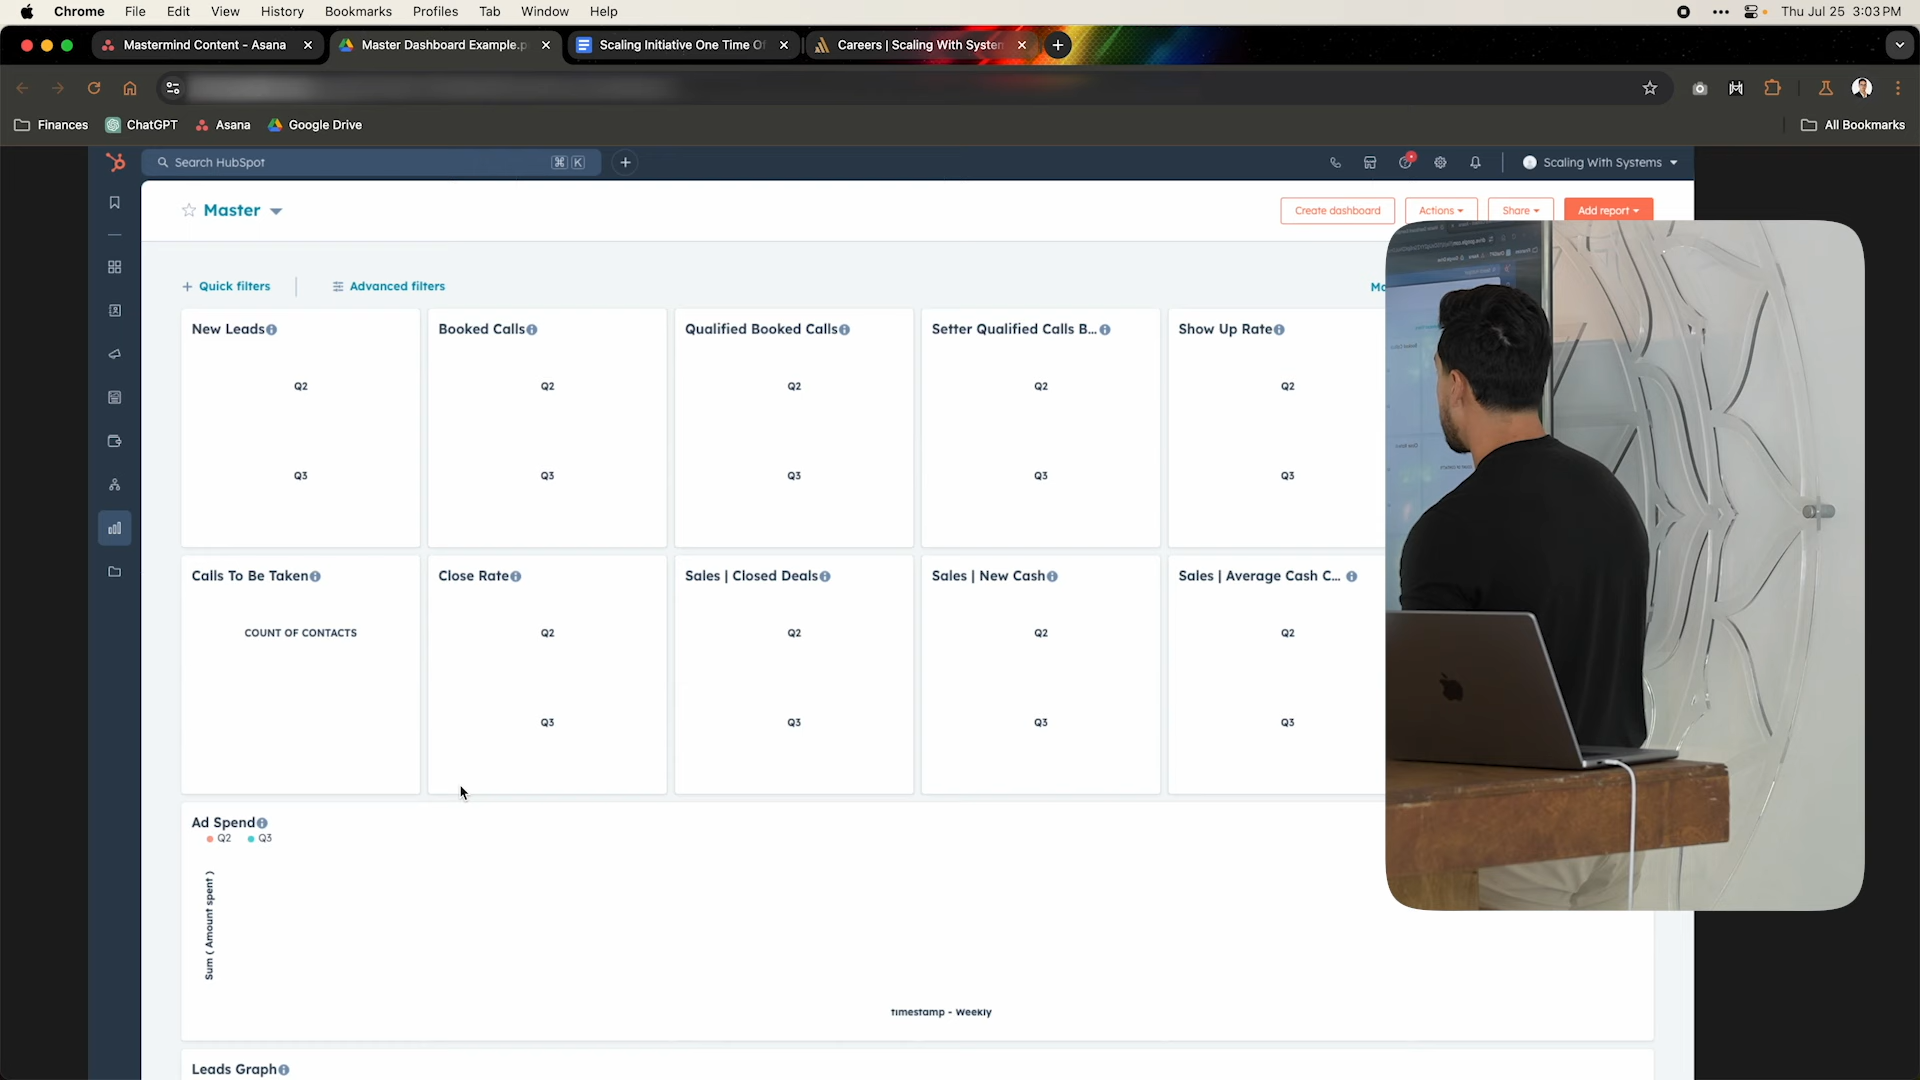 Chrome File Edit View History Bookmarks Profiles Tab Window Help Thu Jul 25 3:03 PM
Mastermind Content - Asana Master Dashboard Example.p Scaling Initiative One Time Of Careers | Scaling With System
Finances ChatGPT Asana Google Drive All Bookmarks
Search HubSpot ⌘ K Scaling With Systems
Master Create dashboard Actions Share Add report
+ Quick filters Advanced filters
New Leads Booked Calls Qualified Booked Calls Setter Qualified Calls B... Show Up Rate
Q2 Q2 Q2 Q2 Q2
Q3 Q3 Q3 Q3 Q3
Calls To Be Taken Close Rate Sales | Closed Deals Sales | New Cash Sales | Average Cash C...
COUNT OF CONTACTS Q2 Q2 Q2 Q2
Q3 Q3 Q3 Q3
Ad Spend
Q2 Q3
Sum ( Amount spent )
Timestamp - Weekly
Leads Graph